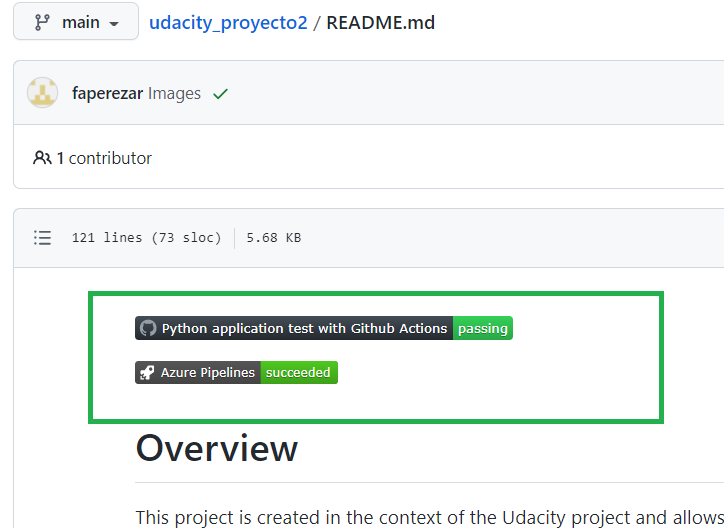 main udacity_proyecto2 / README.md
faperezar Images
1 contributor
121 lines (73 sloc) 5.68 KB
Python application test with Github Actions passing
Azure Pipelines succeeded
Overview
This project is created in the context of the Udacity project and allows